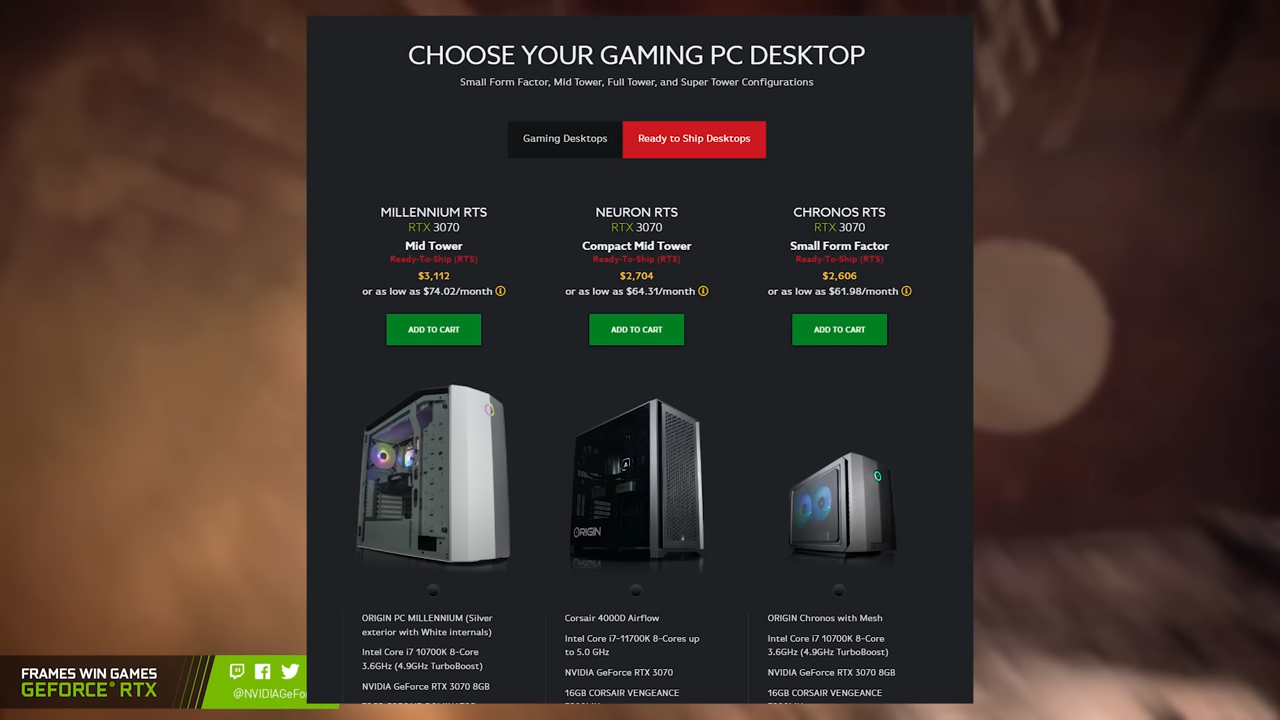 CHOOSE YOUR GAMING PC DESKTOP
Small Form Factor, Mid Tower, Full Tower, and Super Tower Configurations
Gaming Desktops
Ready to Ship Desktops
MILLENNIUM RTS
RTX 3070
Mid Tower
Ready-To-Ship (RTS)
$3,112
or as low as $74.02/month
ADD TO CART
NEURON RTS
RTX 3070
Compact Mid Tower
Ready-To-Ship (RTS)
$2,704
or as low as $64.31/month
ADD TO CART
CHRONOS RTS
RTX 3070
Small Form Factor
Ready-To-Ship (RTS)
$2,606
or as low as $61.98/month
ADD TO CART
ORIGIN
ORIGIN PC MILLENNIUM (Silver
exterior with White internals)
Intel Core i7 10700K 8-Core
3.6GHz (4.9GHz TurboBoost)
NVIDIA GeForce RTX 3070 8GB
Corsair 4000D Airflow
Intel Core i7-11700K 8-Cores up
to 5.0 GHz
NVIDIA GeForce RTX 3070
16GB CORSAIR VENGEANCE
ORIGIN Chronos with Mesh
Intel Core i7 10700K 8-Core
3.6GHz (4.9GHz TurboBoost)
NVIDIA GeForce RTX 3070 8GB
16GB CORSAIR VENGEANCE
FRAMES WIN GAMES
GEFORCE® RTX
@NVIDIAGeFo